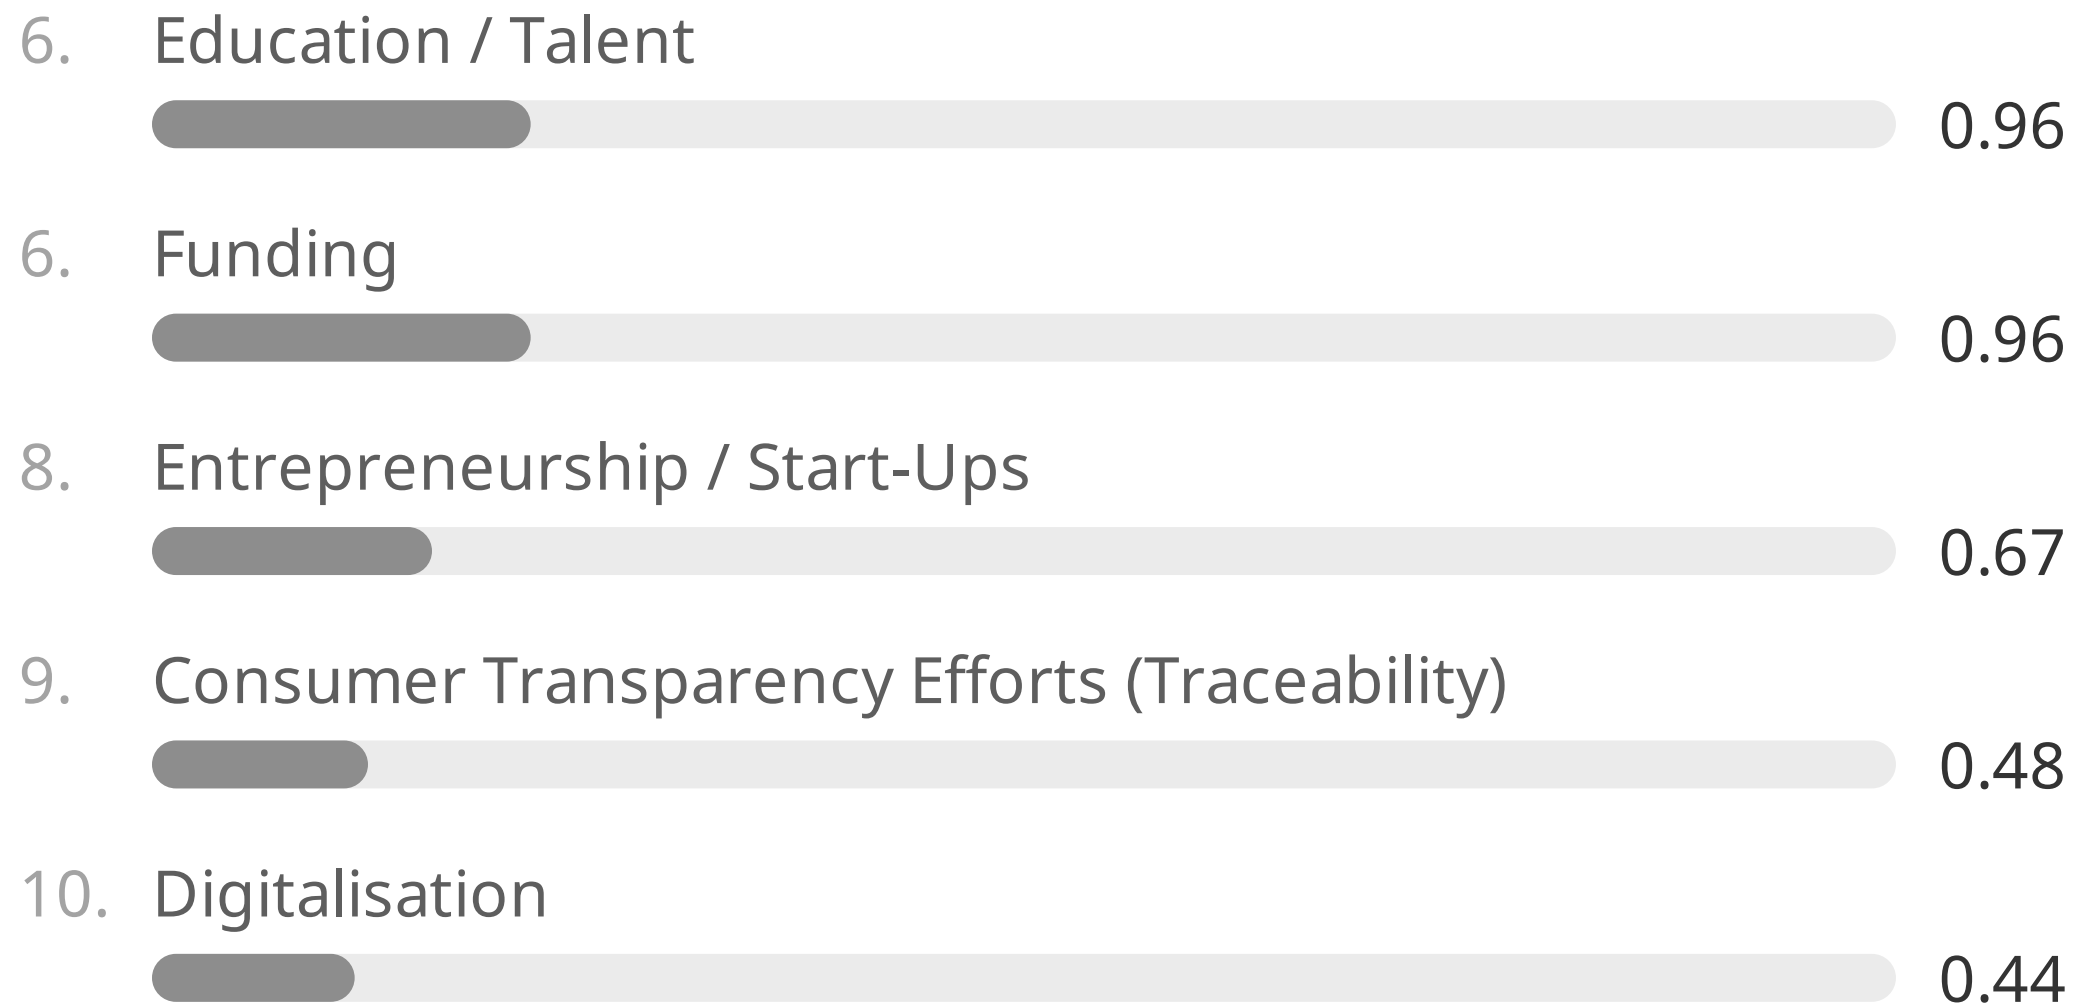 6. Education / Talent
0.96
6. Funding
0.96
8. Entrepreneurship / Start-Ups
0.67
9. Consumer Transparency Efforts (Traceability)
0.48
10. Digitalisation
0.44